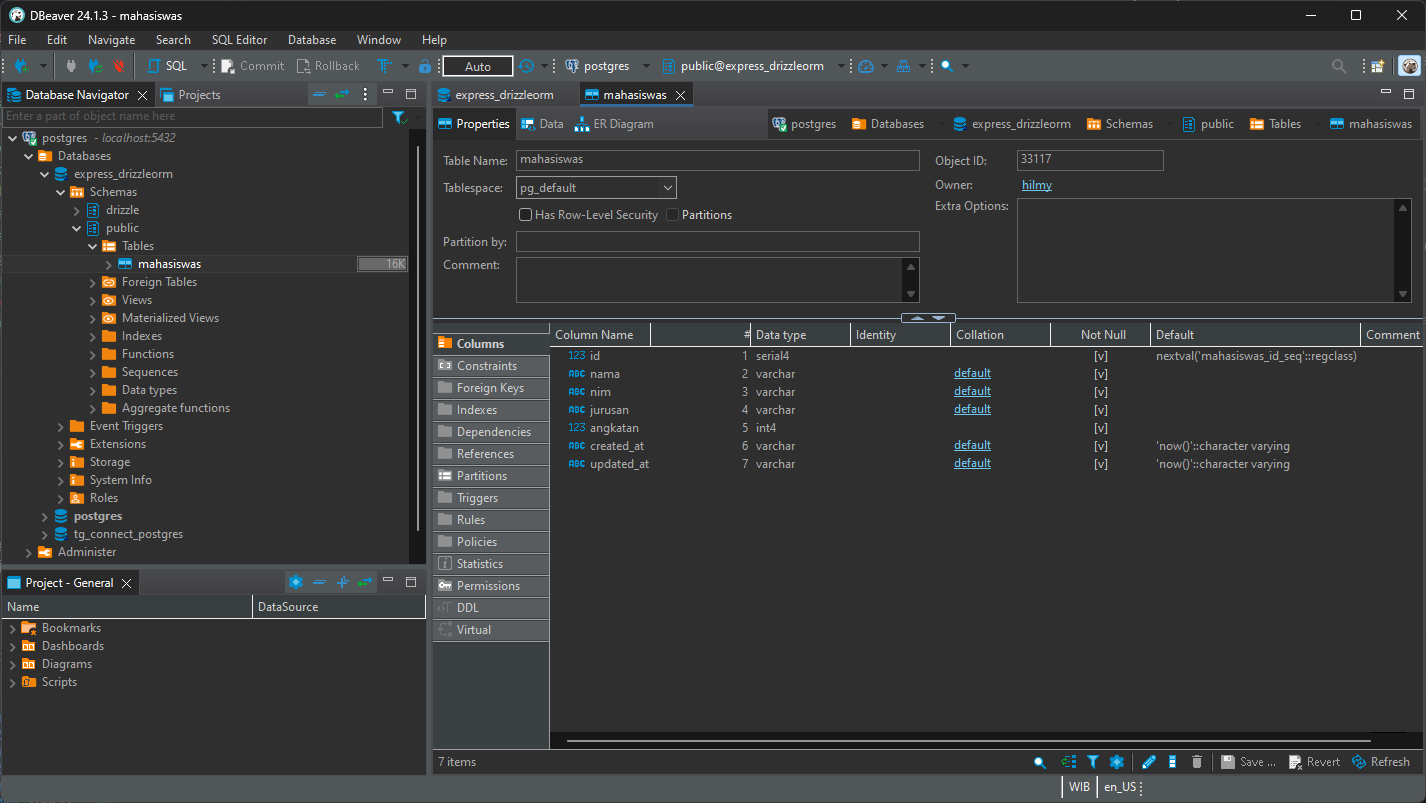 DBeaver 24.1.3 - mahasiswas
File Edit Navigate Search SQL Editor Database Window Help
SQL Commit Rollback Auto postgres public@express_drizzleorm
Database Navigator Projects
Enter a part of object name here
postgres - localhost:5432
Databases
express_drizzleorm
Schemas
drizzle
public
Tables
mahasiswas 16K
Foreign Tables
Views
Materialized Views
Indexes
Functions
Sequences
Data types
Aggregate functions
Event Triggers
Extensions
Storage
System Info
Roles
postgres
tg_connect_postgres
Administer
Project - General
Name DataSource
Bookmarks
Dashboards
Diagrams
Scripts
express_drizzleorm mahasiswas
Properties Data ER Diagram postgres Databases express_drizzleorm Schemas public Tables mahasiswas
Table Name: mahasiswas Object ID: 33117
Tablespace: pg_default Owner: hilmy
Has Row-Level Security Partitions Extra Options:
Partition by:
Comment:
Columns
Constraints
Foreign Keys
Indexes
Dependencies
References
Partitions
Triggers
Rules
Policies
Statistics
Permissions
DDL
Virtual
Column Name # Data type Identity Collation Not Null Default Comment
123 id 1 serial4 [v] nextval('mahasiswas_id_seq'::regclass)
ABC nama 2 varchar default [v]
ABC nim 3 varchar default [v]
ABC jurusan 4 varchar default [v]
123 angkatan 5 int4 [v]
ABC created_at 6 varchar default [v] 'now()'::character varying
ABC updated_at 7 varchar default [v] 'now()'::character varying
7 items Save ... Revert Refresh
WIB en_US